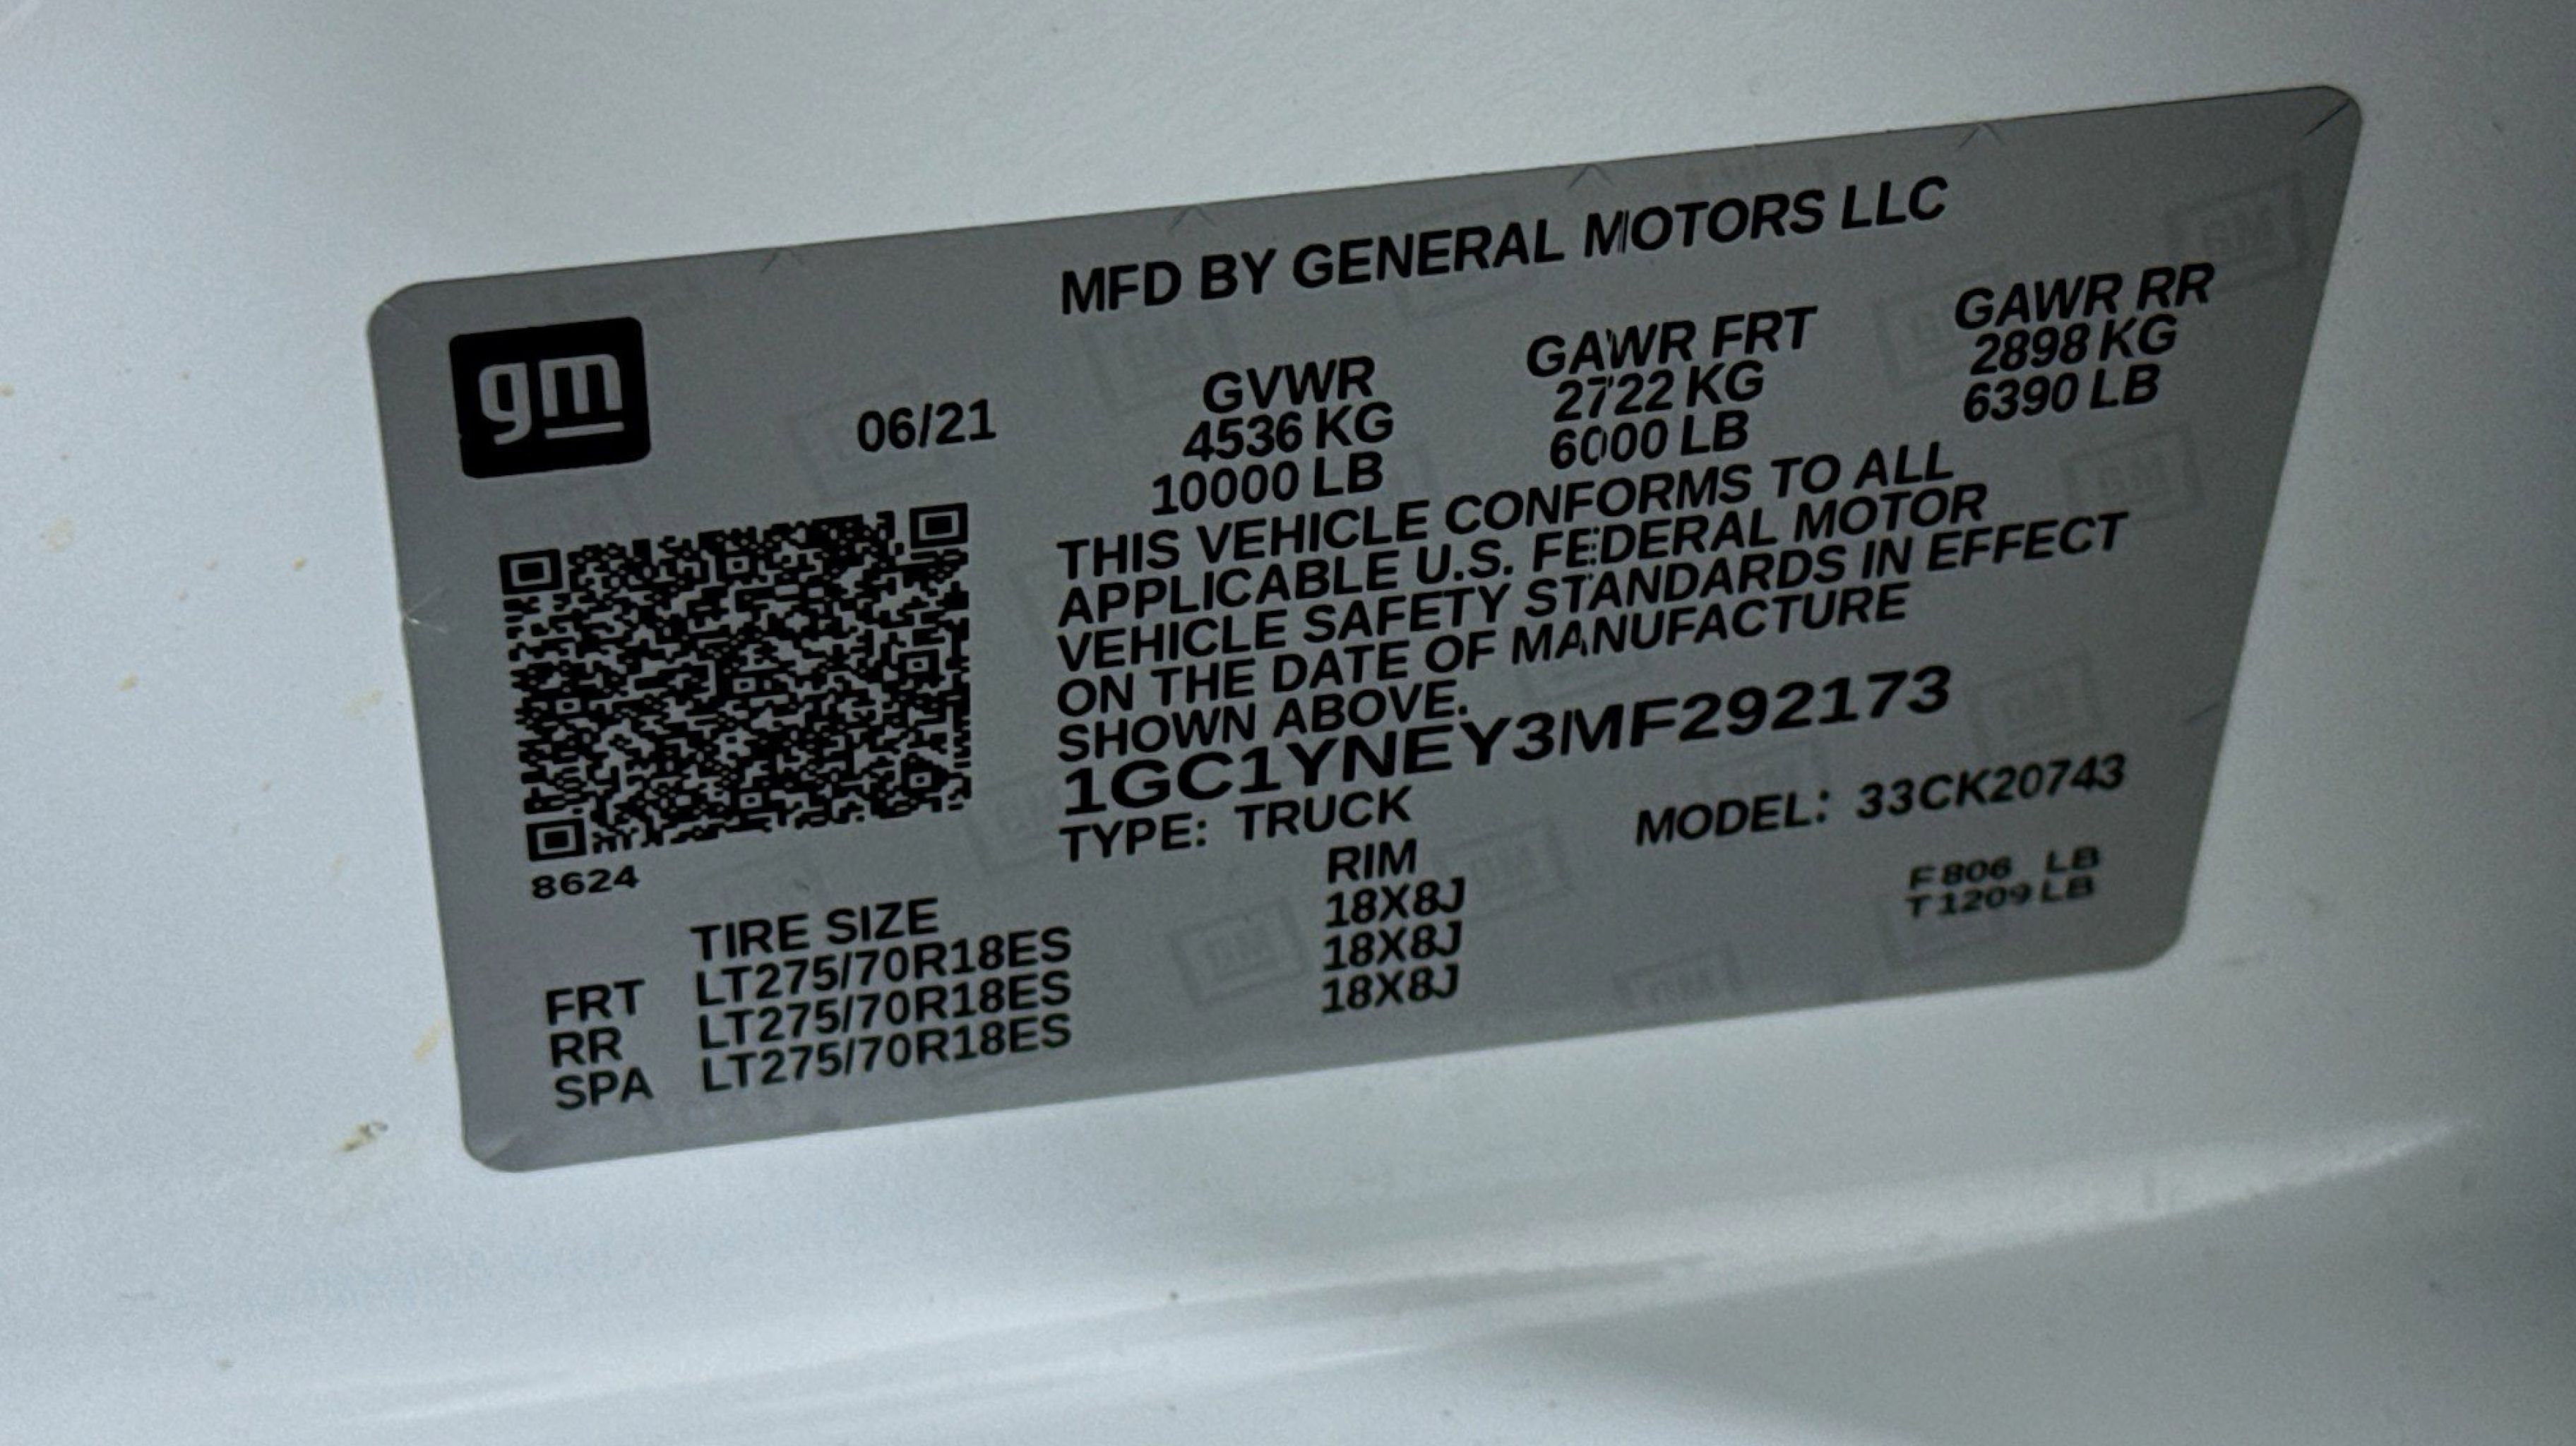 MFD BY GENERAL MOTORS LLC
gm
06/21
GVWR GAWR FRT GAWR RR
4536 KG 2722 KG 2898 KG
10000 LB 6000 LB 6390 LB
THIS VEHICLE CONFORMS TO ALL
APPLICABLE U.S. FEDERAL MOTOR
VEHICLE SAFETY STANDARDS IN EFFECT
ON THE DATE OF MANUFACTURE
SHOWN ABOVE.
1GC1YNEY3MF292173
TYPE: TRUCK MODEL: 33CK20743
8624
TIRE SIZE RIM
FRT LT275/70R18ES 18X8J
RR LT275/70R18ES 18X8J
SPA LT275/70R18ES 18X8J
F 806 LB
T 1209 LB